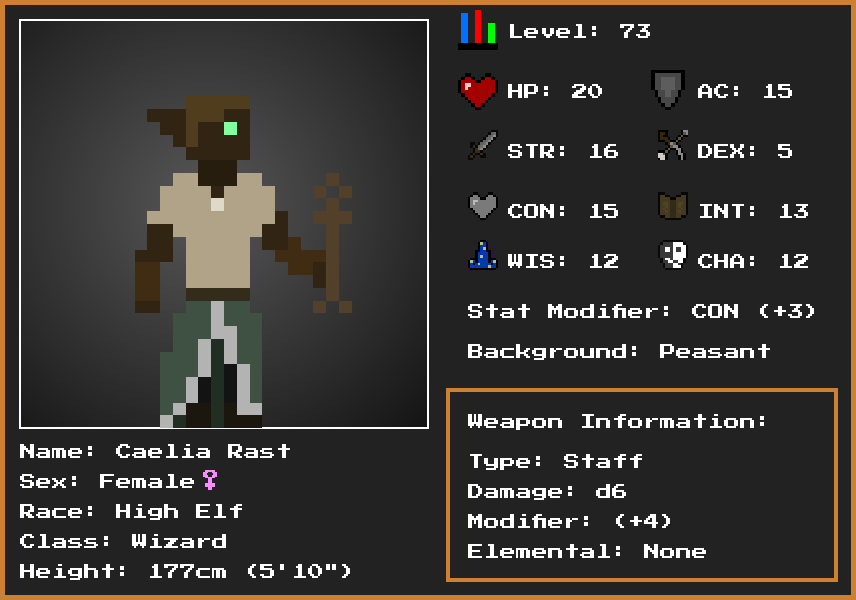 Level: 73
HP: 20 AC: 15
STR: 16 DEX: 5
CON: 15 INT: 13
WIS: 12 CHA: 12
Stat Modifier: CON (+3)
Background: Peasant
Weapon Information:
Type: Staff
Damage: d6
Modifier: (+4)
Elemental: None
Name: Caelia Rast
Sex: Female♀
Race: High Elf
Class: Wizard
Height: 177cm (5'10")